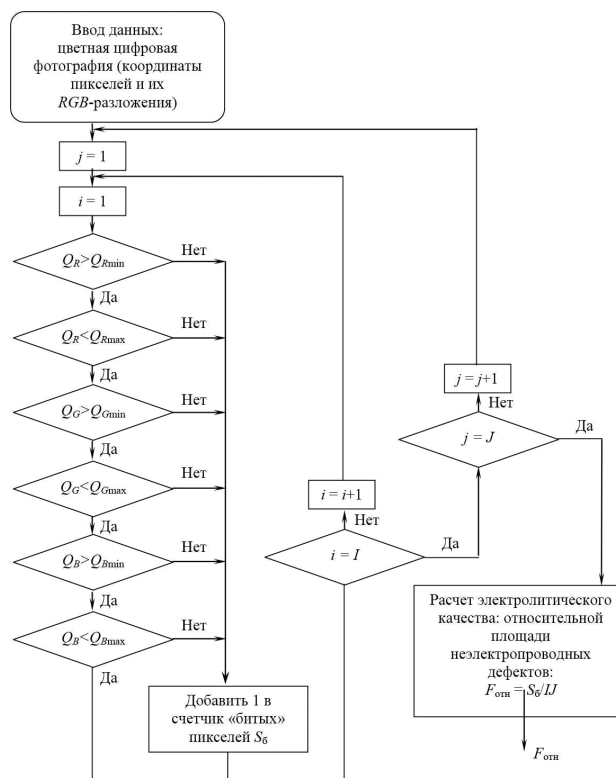 Ввод данных:
цветная цифровая
фотография (координаты
пикселей и их
RGB-разложения)
j = 1
i = 1
Q_R>Q_Rmin
Нет
Да
Q_R<Q_Rmax
Нет
Да
Q_G>Q_Gmin
Нет
Да
Q_G<Q_Gmax
Нет
Да
Q_B>Q_Bmin
Нет
Да
Q_B<Q_Bmax
Нет
Да
Добавить 1 в
счетчик «битых»
пикселей S_б
i = i+1
Нет
i = I
Да
j = j+1
Нет
j = J
Да
Расчет электролитического
качества: относительной
площади
неэлектропроводных
дефектов:
F_отн = S_б/IJ
F_отн